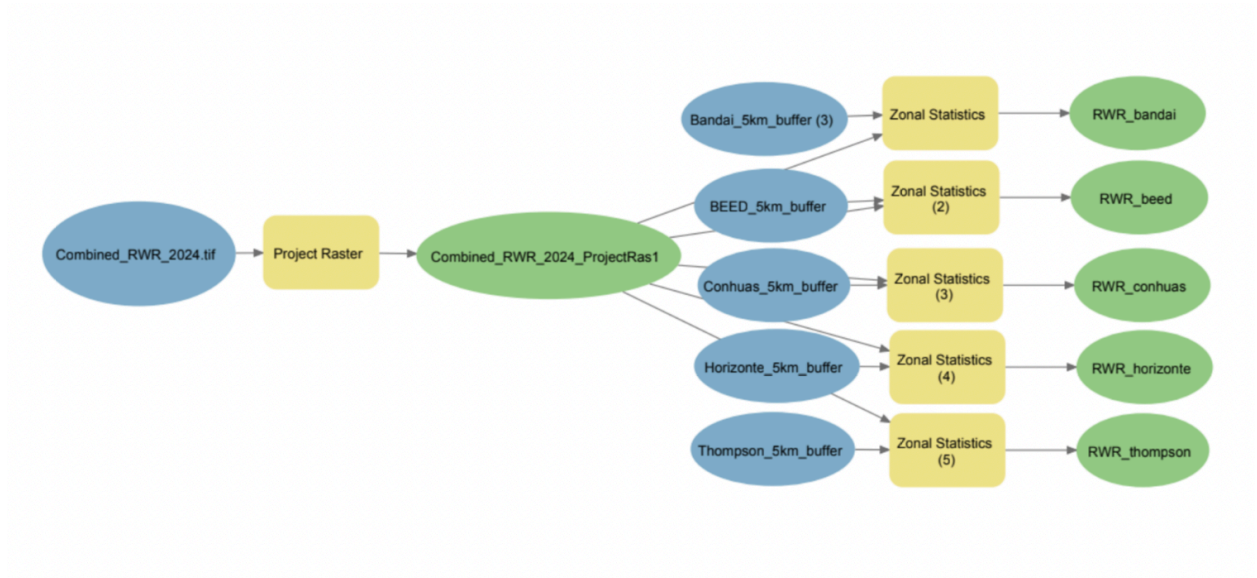 Combined_RWR_2024.tif
Project Raster
Combined_RWR_2024_ProjectRas1
Bandai_5km_buffer (3)
Zonal Statistics
RWR_bandai
BEED_5km_buffer
Zonal Statistics
(2)
RWR_beed
Conhuas_5km_buffer
Zonal Statistics
(3)
RWR_conhuas
Horizonte_5km_buffer
Zonal Statistics
(4)
RWR_horizonte
Thompson_5km_buffer
Zonal Statistics
(5)
RWR_thompson